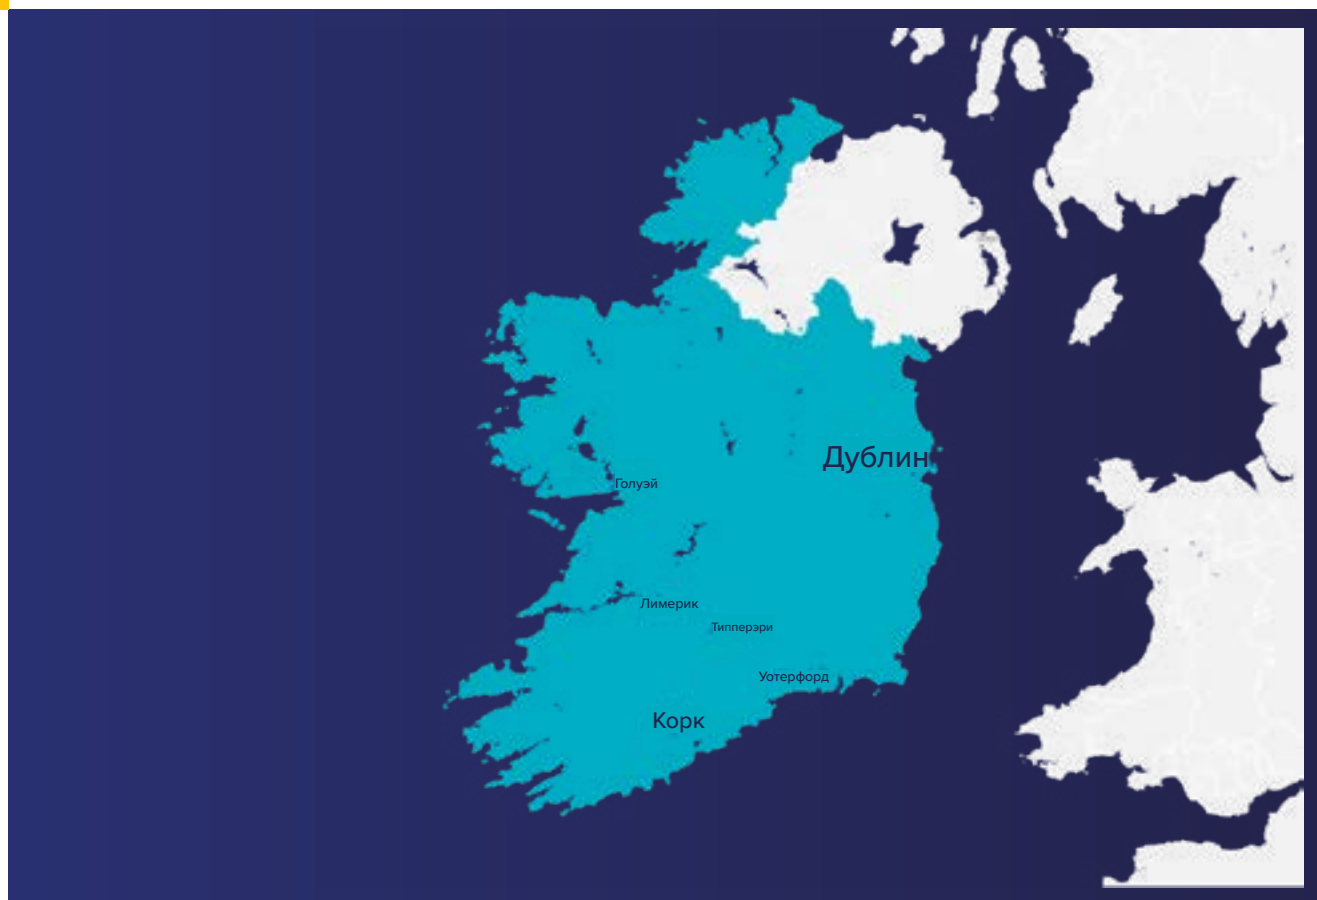 Дублин
Голуэй
Лимерик
Типперэри
Уотерфорд
Корк